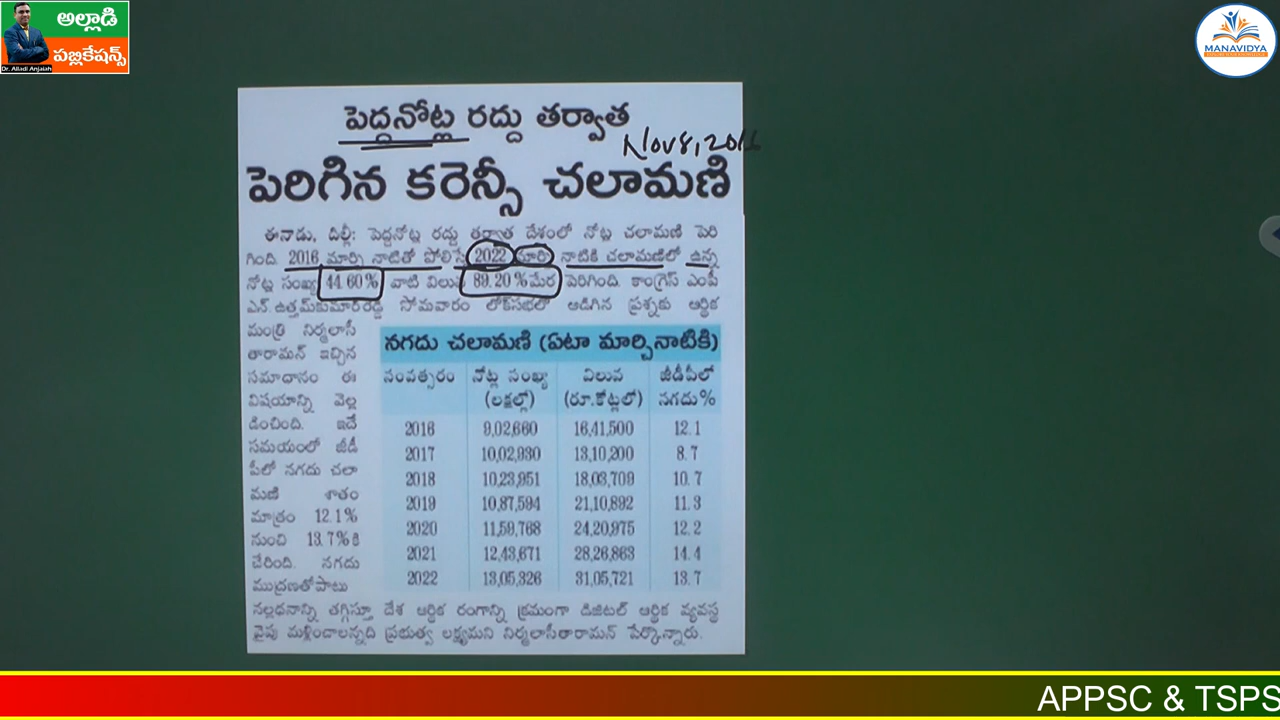 అల్లాడి
పబ్లికేషన్స్
Dr. Alladi Anjaiah
MANAVIDYA
పెద్దనోట్ల రద్దు తర్వాత
Nov 8, 2016
పెరిగిన కరెన్సీ చలామణి
ఈనాడు, దిల్లీ: పెద్దనోట్ల రద్దు తర్వాత దేశంలో నోట్ల చలామణి పెరి
గింది. 2016 మార్చి నాటితో పోలిస్తే 2022 మార్చి నాటికి చలామణిలో ఉన్న
నోట్ల సంఖ్య 44.60% వాటి విలువ 89.20%మేర పెరిగింది. కాంగ్రెస్ ఎంపీ
ఎన్.ఉత్తమ్‌కుమార్‌రెడ్డి సోమవారం లోక్‌సభలో అడిగిన ప్రశ్నకు ఆర్థిక
మంత్రి నిర్మలాసీ
తారామన్ ఇచ్చిన
సమాధానం ఈ
విషయాన్ని వెల్ల
డించింది. ఇదే
సమయంలో జీడీ
పీలో నగదు చలా
మణి శాతం
మాత్రం 12.1%
నుంచి 13.7%కి
చేరింది. నగదు
ముద్రణతోపాటు
నగదు చలామణి (ఏటా మార్చినాటికి)
సంవత్సరం నోట్ల సంఖ్య విలువ జీడీపీలో
(లక్షల్లో) (రూ.కోట్లలో) నగదు%
2016 9,02,660 16,41,500 12.1
2017 10,02,930 13,10,200 8.7
2018 10,23,951 18,03,709 10.7
2019 10,87,594 21,10,892 11.3
2020 11,59,768 24,20,975 12.2
2021 12,43,671 28,26,863 14.4
2022 13,05,326 31,05,721 13.7
నల్లధనాన్ని తగ్గిస్తూ దేశ ఆర్థిక రంగాన్ని క్రమంగా డిజిటల్ ఆర్థిక వ్యవస్థ
వైపు మళ్లించాలన్నది ప్రభుత్వ లక్ష్యమని నిర్మలాసీతారామన్ పేర్కొన్నారు.
APPSC & TSPS